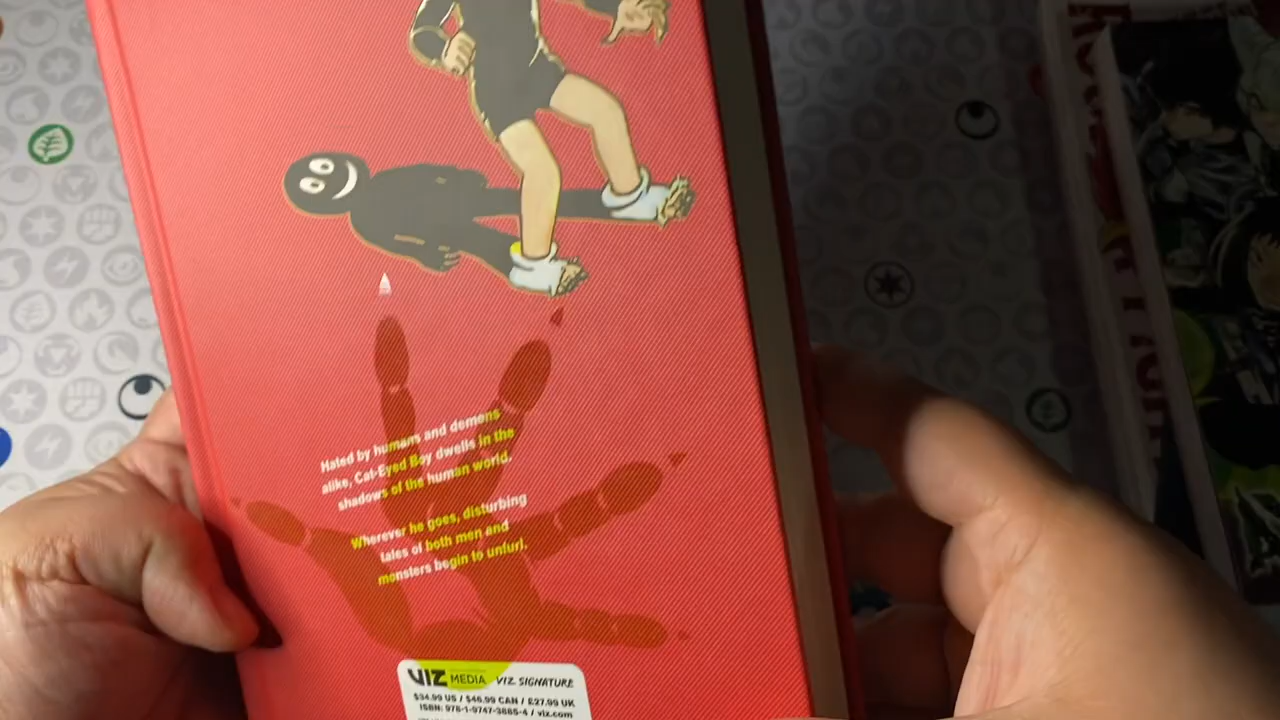 Hated by humans and demons
alike, Cat-Eyed Boy dwells in the
shadows of the human world.
Wherever he goes, disturbing
tales of both men and
monsters begin to unfurl.
VIZ MEDIA VIZ SIGNATURE
$34.99 US / $46.99 CAN / £27.99 UK
ISBN: 978-1-9747-3885-4 / viz.com